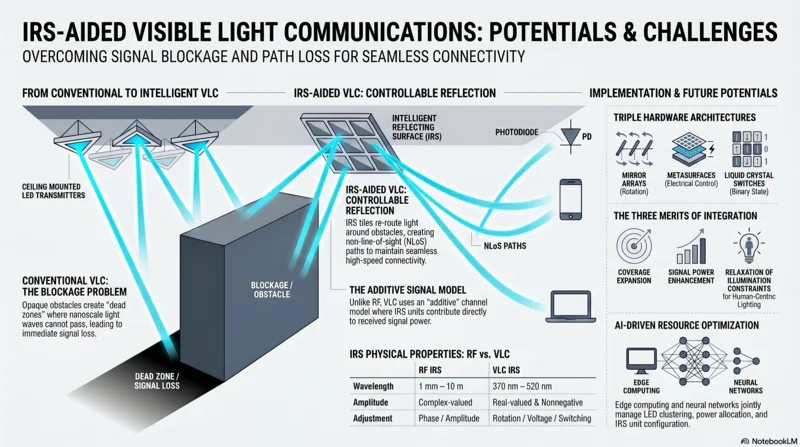 IRS-AIDED VISIBLE LIGHT COMMUNICATIONS: POTENTIALS & CHALLENGES
OVERCOMING SIGNAL BLOCKAGE AND PATH LOSS FOR SEAMLESS CONNECTIVITY
FROM CONVENTIONAL TO INTELLIGENT VLC
CEILING MOUNTED
LED TRANSMITTERS
CONVENTIONAL VLC:
THE BLOCKAGE PROBLEM
Opaque obstacles create “dead
zones” where nanoscale light
waves cannot pass, leading to
immediate signal loss.
BLOCKAGE /
OBSTACLE
DEAD ZONE /
SIGNAL LOSS
IRS-AIDED VLC: CONTROLLABLE REFLECTION
INTELLIGENT
REFLECTING
SURFACE (IRS)
PHOTODIODE
PD
IRS-AIDED VLC:
CONTROLLABLE
REFLECTION
IRS tiles re-route light
around obstacles, creating
non-line-of-sight (NLoS)
paths to maintain seamless
high-speed connectivity.
NLoS PATHS
THE ADDITIVE SIGNAL MODEL
Unlike RF, VLC uses an “additive” channel
model where IRS units contribute directly
to received signal power.
IRS PHYSICAL PROPERTIES: RF vs. VLC
RF IRS VLC IRS
Wavelength 1 mm – 10 m 370 nm – 520 nm
Amplitude Complex-valued Real-valued & Nonnegative
Adjustment Phase / Amplitude Rotation / Voltage / Switching
IMPLEMENTATION & FUTURE POTENTIALS
TRIPLE HARDWARE ARCHITECTURES
1
0
1
MIRROR
ARRAYS
(Rotation)
METASURFACES
(Electrical Control)
LIQUID CRYSTAL
SWITCHES
(Binary State)
THE THREE MERITS OF INTEGRATION
COVERAGE
EXPANSION
SIGNAL POWER
ENHANCEMENT
RELAXATION OF
ILLUMINATION
CONSTRAINTS
for Human-Centric
Lighting
AI-DRIVEN RESOURCE OPTIMIZATION
EDGE
COMPUTING
NEURAL
NETWORKS
Edge computing and neural networks jointly
manage LED clustering, power allocation, and
IRS unit configuration.
NotebookLM